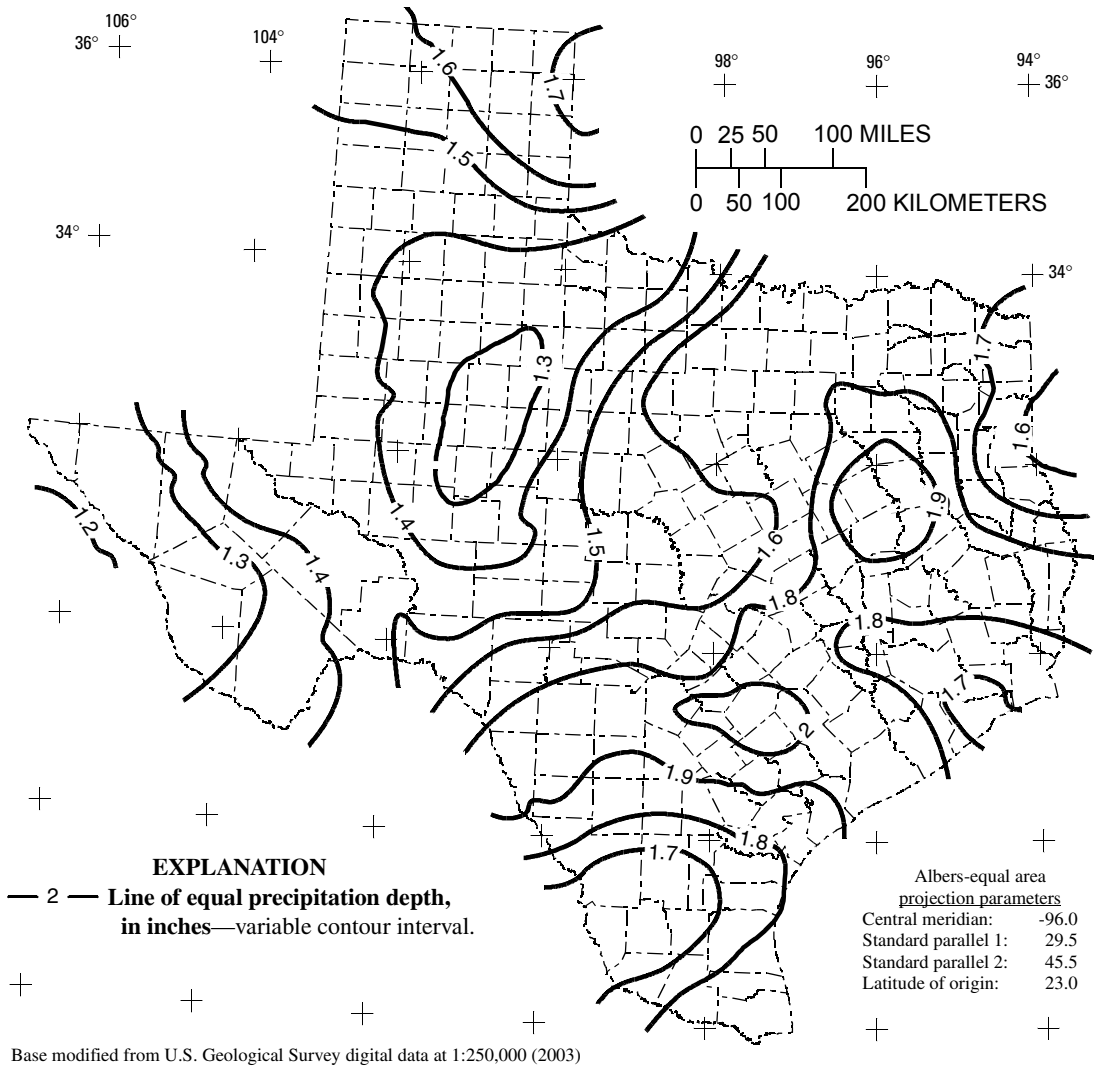 106°
36°
104°
98°
96°
94°
36°
1.6
1.7
0 25 50 100 MILES
0 50 100 200 KILOMETERS
1.5
34°
34°
1.3
1.7
1.6
1.2
1.4
1.5
1.9
1.3
1.4
1.6
1.8
1.8
1.7
2
1.9
1.8
1.7
EXPLANATION
2 Line of equal precipitation depth,
in inches—variable contour interval.
Albers-equal area
projection parameters
Central meridian: -96.0
Standard parallel 1: 29.5
Standard parallel 2: 45.5
Latitude of origin: 23.0
Base modified from U.S. Geological Survey digital data at 1:250,000 (2003)